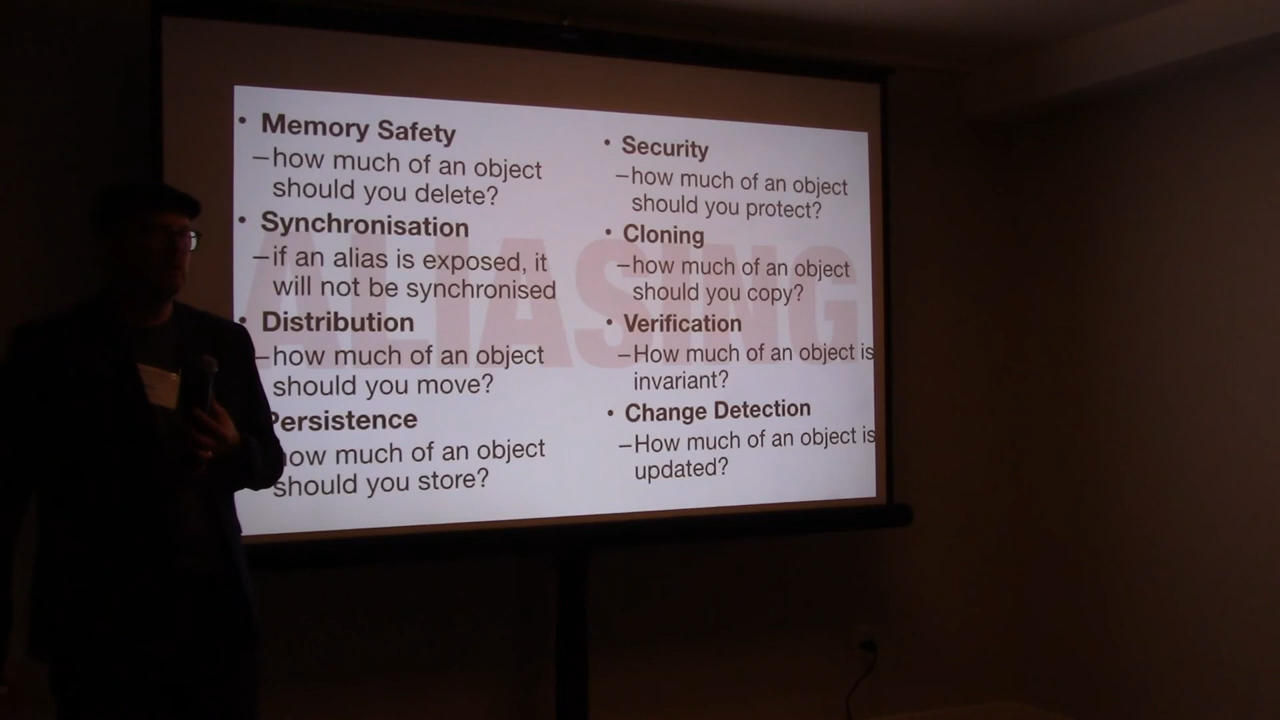 • Memory Safety
–how much of an object
should you delete?
• Synchronisation
–if an alias is exposed, it
will not be synchronised
• Distribution
–how much of an object
should you move?
Persistence
how much of an object
should you store?
• Security
–how much of an object
should you protect?
• Cloning
–how much of an object
should you copy?
• Verification
–How much of an object is
invariant?
• Change Detection
–How much of an object is
updated?
ALIASING